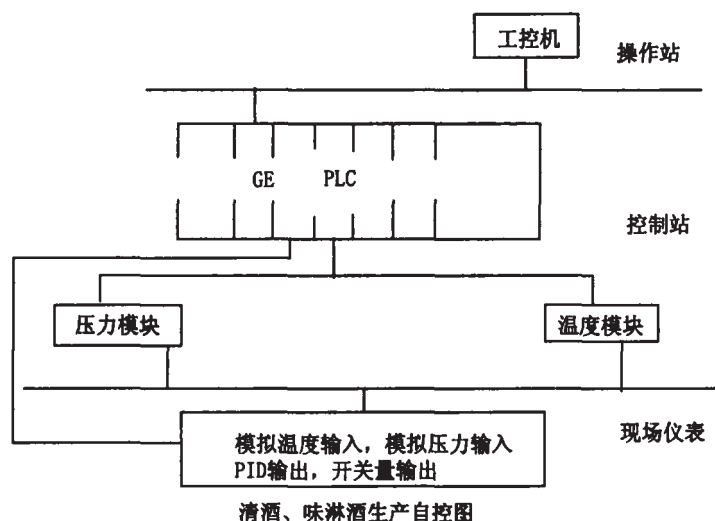 工控机
操作站
GE PLC
控制站
压力模块
温度模块
模拟温度输入，模拟压力输入
PID输出，开关量输出
现场仪表
清酒、味淋酒生产自控图